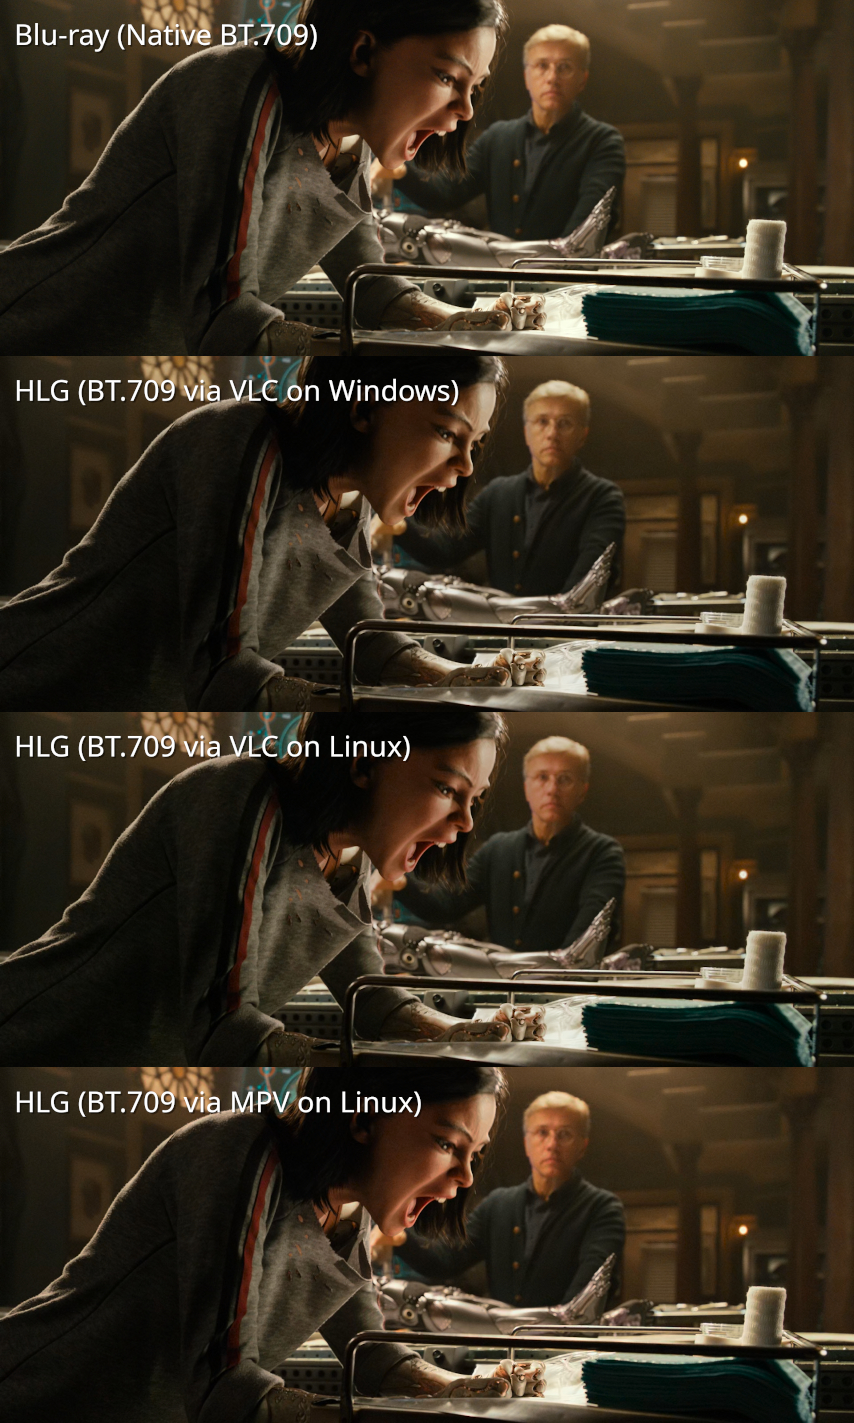 Blu-ray (Native BT.709)
HLG (BT.709 via VLC on Windows)
HLG (BT.709 via VLC on Linux)
HLG (BT.709 via MPV on Linux)